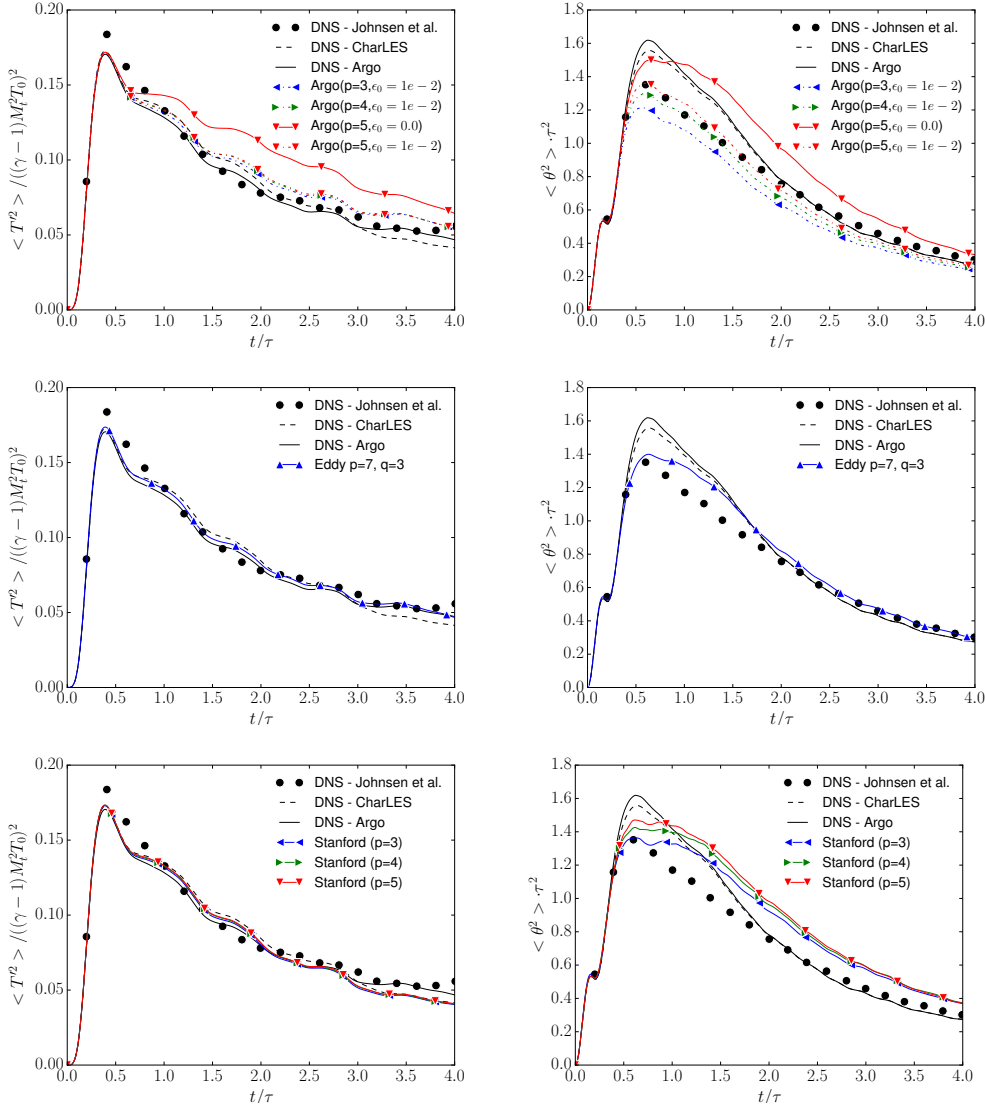 0.20
0.15
0.10
0.05
0.00
< T'² > /((γ − 1)M_t²T_0))²
DNS - Johnsen et al.
DNS - CharLES
DNS - Argo
Argo(p=3,ϵ_0 = 1e − 2)
Argo(p=4,ϵ_0 = 1e − 2)
Argo(p=5,ϵ_0 = 0.0)
Argo(p=5,ϵ_0 = 1e − 2)
0.0 0.5 1.0 1.5 2.0 2.5 3.0 3.5 4.0
t/τ
1.8
1.6
1.4
1.2
1.0
0.8
0.6
0.4
0.2
0.0
< θ² > ·τ²
DNS - Johnsen et al.
DNS - CharLES
DNS - Argo
Argo(p=3,ϵ_0 = 1e − 2)
Argo(p=4,ϵ_0 = 1e − 2)
Argo(p=5,ϵ_0 = 0.0)
Argo(p=5,ϵ_0 = 1e − 2)
0.0 0.5 1.0 1.5 2.0 2.5 3.0 3.5 4.0
t/τ
0.20
0.15
0.10
0.05
0.00
< T'² > /((γ − 1)M_t²T_0))²
DNS - Johnsen et al.
DNS - CharLES
DNS - Argo
Eddy p=7, q=3
0.0 0.5 1.0 1.5 2.0 2.5 3.0 3.5 4.0
t/τ
1.8
1.6
1.4
1.2
1.0
0.8
0.6
0.4
0.2
0.0
< θ² > ·τ²
DNS - Johnsen et al.
DNS - CharLES
DNS - Argo
Eddy p=7, q=3
0.0 0.5 1.0 1.5 2.0 2.5 3.0 3.5 4.0
t/τ
0.20
0.15
0.10
0.05
0.00
< T'² > /((γ − 1)M_t²T_0))²
DNS - Johnsen et al.
DNS - CharLES
DNS - Argo
Stanford (p=3)
Stanford (p=4)
Stanford (p=5)
0.0 0.5 1.0 1.5 2.0 2.5 3.0 3.5 4.0
t/τ
1.8
1.6
1.4
1.2
1.0
0.8
0.6
0.4
0.2
0.0
< θ² > ·τ²
DNS - Johnsen et al.
DNS - CharLES
DNS - Argo
Stanford (p=3)
Stanford (p=4)
Stanford (p=5)
0.0 0.5 1.0 1.5 2.0 2.5 3.0 3.5 4.0
t/τ